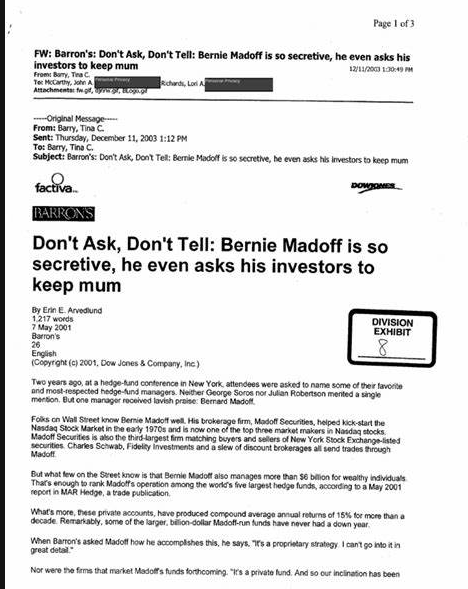 Page 1 of 3
FW: Barron's: Don't Ask, Don't Tell: Bernie Madoff is so secretive, he even asks his
investors to keep mum
From: Barry, Tina C. 12/11/2003 1:30:49 PM
To: McCarthy, John A Personal Privacy Richards, Lori A. Personal Privacy
Attachments: fw.gif, djnrw.gif, BLogo.gif
-----Original Message-----
From: Barry, Tina C.
Sent: Thursday, December 11, 2003 1:12 PM
To: Barry, Tina C.
Subject: Barron's: Don't Ask, Don't Tell: Bernie Madoff is so secretive, he even asks his investors to keep mum
factiva DOWJONES
BARRON'S
Don't Ask, Don't Tell: Bernie Madoff is so
secretive, he even asks his investors to
keep mum
By Erin E. Arvedlund
1,217 words
7 May 2001
Barron's
26
English
(Copyright (c) 2001, Dow Jones & Company, Inc.)
DIVISION
EXHIBIT
8
Two years ago, at a hedge-fund conference in New York, attendees were asked to name some of their favorite
and most-respected hedge-fund managers. Neither George Soros nor Julian Robertson merited a single
mention. But one manager received lavish praise: Bernard Madoff.
Folks on Wall Street know Bernie Madoff well. His brokerage firm, Madoff Securities, helped kick-start the
Nasdaq Stock Market in the early 1970s and is now one of the top three market makers in Nasdaq stocks.
Madoff Securities is also the third-largest firm matching buyers and sellers of New York Stock Exchange-listed
securities. Charles Schwab, Fidelity Investments and a slew of discount brokerages all send trades through
Madoff.
But what few on the Street know is that Bernie Madoff also manages more than $6 billion for wealthy individuals.
That's enough to rank Madoff's operation among the world's five largest hedge funds, according to a May 2001
report in MAR Hedge, a trade publication.
What's more, these private accounts, have produced compound average annual returns of 15% for more than a
decade. Remarkably, some of the larger, billion-dollar Madoff-run funds have never had a down year.
When Barron's asked Madoff how he accomplishes this, he says, "It's a proprietary strategy. I can't go into it in
great detail."
Nor were the firms that market Madoff's funds forthcoming. "It's a private fund. And so our inclination has been